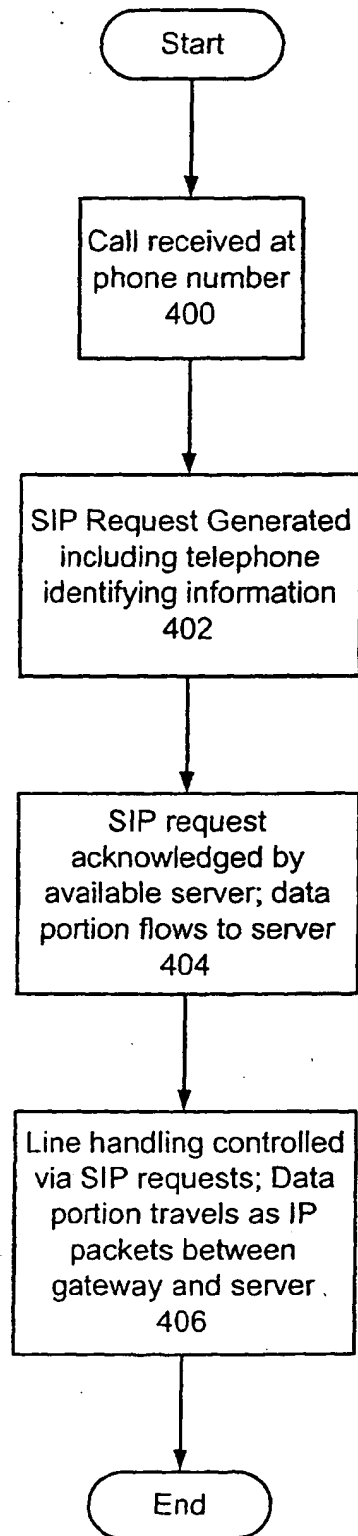 Start
Call received at
phone number
400
SIP Request Generated
including telephone
identifying information
402
SIP request
acknowledged by
available server; data
portion flows to server
404
Line handling controlled
via SIP requests; Data
portion travels as IP
packets between
gateway and server
406
End